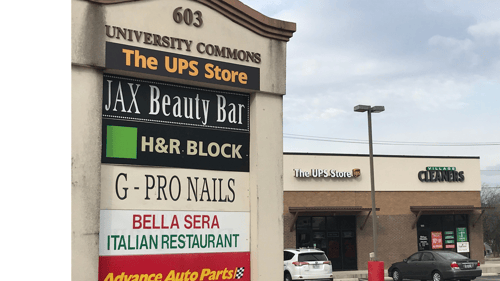 603
UNIVERSITY COMMONS
The UPS Store
JAX Beauty Bar
H&R BLOCK
G - PRO NAILS
BELLA SERA
ITALIAN RESTAURANT
Advance Auto Parts
The UPS Store
CLEANERS